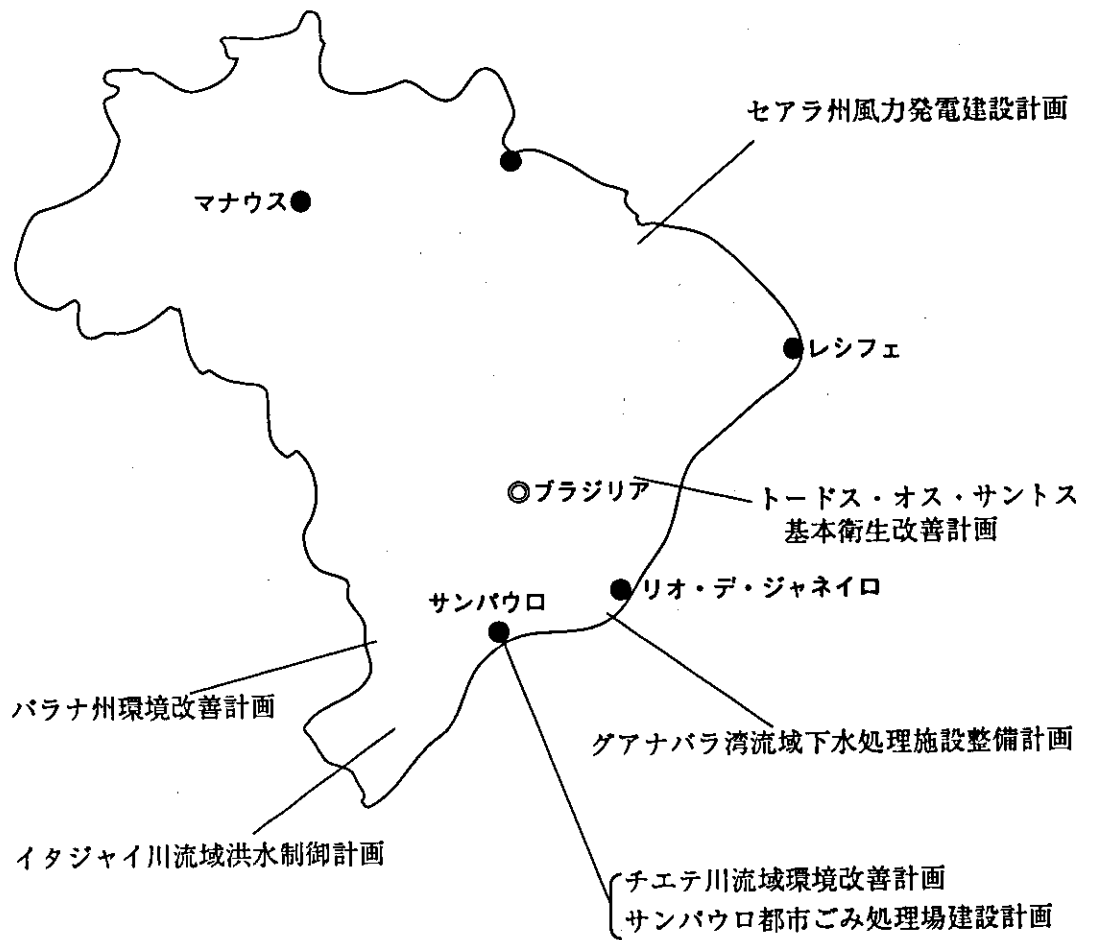 セアラ州風力発電建設計画
マナウス
レシフェ
ブラジリア
トードス・オス・サントス
基本衛生改善計画
リオ・デ・ジャネイロ
サンパウロ
パラナ州環境改善計画
グアナバラ湾流域下水処理施設整備計画
イタジャイ川流域洪水制御計画
チエテ川流域環境改善計画
サンパウロ都市ごみ処理場建設計画